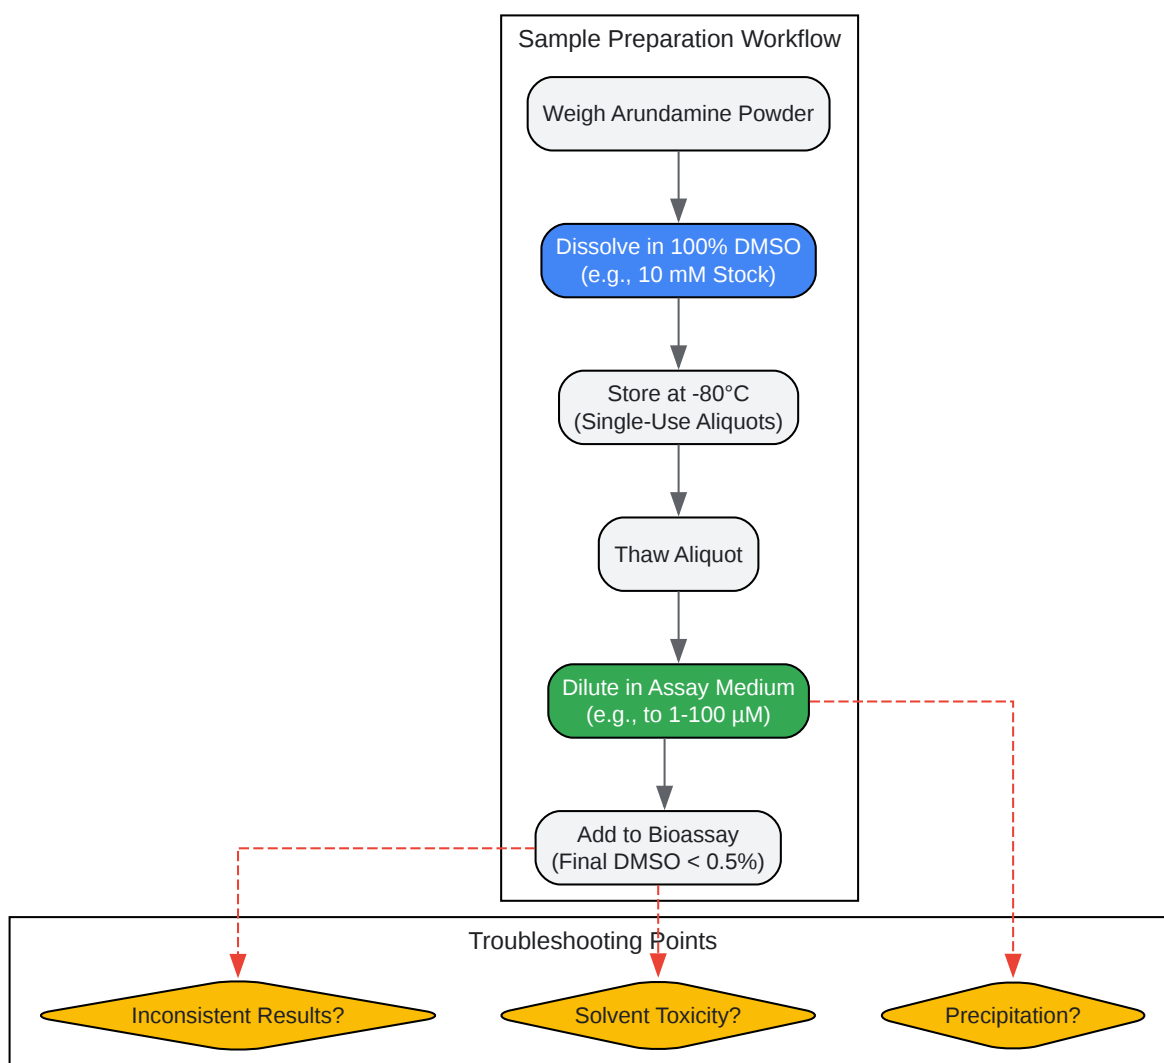 Sample Preparation Workflow
Weigh Arundamine Powder
Dissolve in 100% DMSO
(e.g., 10 mM Stock)
Store at -80°C
(Single-Use Aliquots)
Thaw Aliquot
Dilute in Assay Medium
(e.g., to 1-100 µM)
Add to Bioassay
(Final DMSO < 0.5%)
Troubleshooting Points
Inconsistent Results?
Solvent Toxicity?
Precipitation?